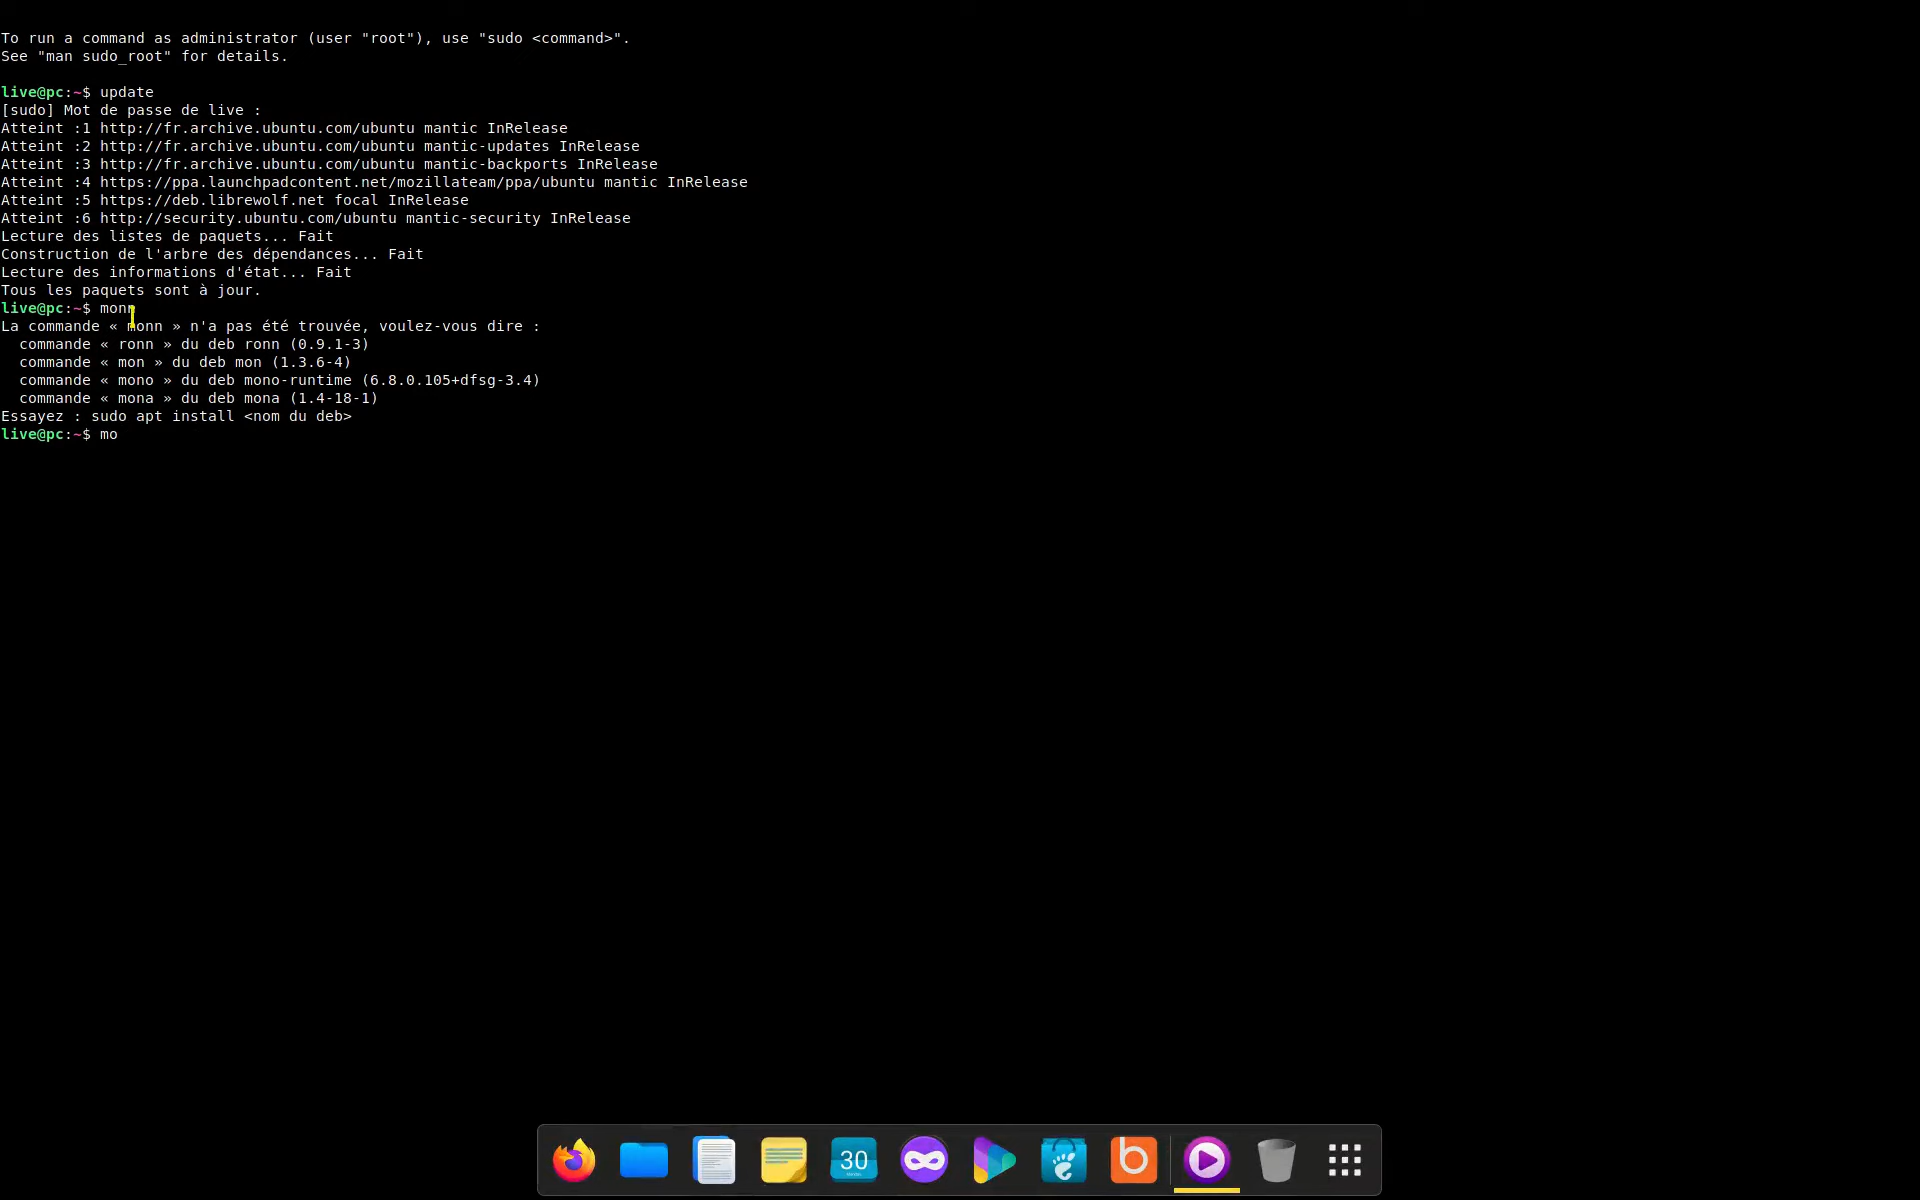 To run a command as administrator (user "root"), use "sudo <command>".
See "man sudo_root" for details.
live@pc:~$ update
[sudo] Mot de passe de live :
Atteint :1 http://fr.archive.ubuntu.com/ubuntu mantic InRelease
Atteint :2 http://fr.archive.ubuntu.com/ubuntu mantic-updates InRelease
Atteint :3 http://fr.archive.ubuntu.com/ubuntu mantic-backports InRelease
Atteint :4 https://ppa.launchpadcontent.net/mozillateam/ppa/ubuntu mantic InRelease
Atteint :5 https://deb.librewolf.net focal InRelease
Atteint :6 http://security.ubuntu.com/ubuntu mantic-security InRelease
Lecture des listes de paquets... Fait
Construction de l'arbre des dépendances... Fait
Lecture des informations d'état... Fait
Tous les paquets sont à jour.
live@pc:~$ monn
La commande « monn » n'a pas été trouvée, voulez-vous dire :
  commande « ronn » du deb ronn (0.9.1-3)
  commande « mon » du deb mon (1.3.6-4)
  commande « mono » du deb mono-runtime (6.8.0.105+dfsg-3.4)
  commande « mona » du deb mona (1.4-18-1)
Essayez : sudo apt install <nom du deb>
live@pc:~$ mo
30
b